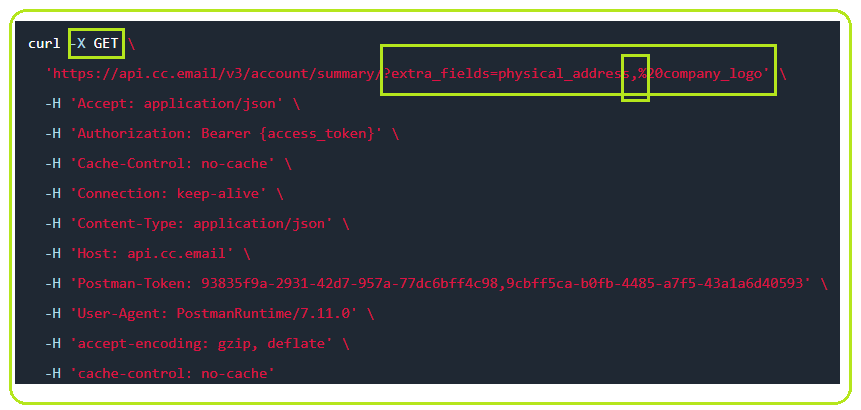 curl -X GET \
'https://api.cc.email/v3/account/summary/?extra_fields=physical_address,%20company_logo' \
-H 'Accept: application/json' \
-H 'Authorization: Bearer {access_token}' \
-H 'Cache-Control: no-cache' \
-H 'Connection: keep-alive' \
-H 'Content-Type: application/json' \
-H 'Host: api.cc.email' \
-H 'Postman-Token: 93835f9a-2931-42d7-957a-77dc6bff4c98,9cbff5ca-b0fb-4485-a7f5-43a1a6d40593' \
-H 'User-Agent: PostmanRuntime/7.11.0' \
-H 'accept-encoding: gzip, deflate' \
-H 'cache-control: no-cache'